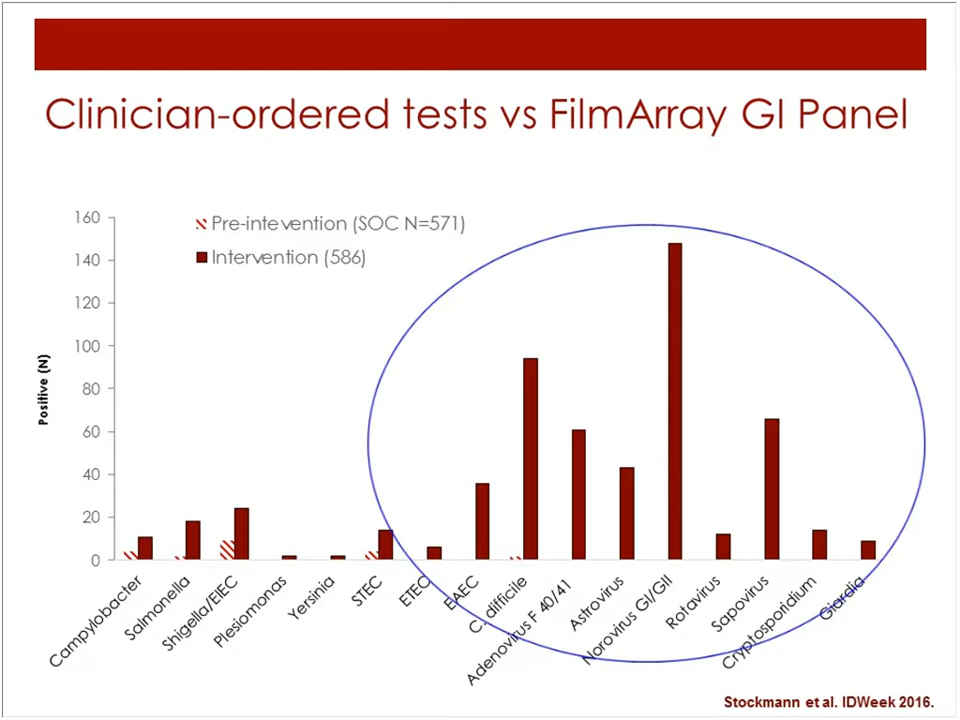 Clinician-ordered tests vs FilmArray GI Panel
Pre-intevention (SOC N=571)
Intervention (586)
Positive (N)
160
140
120
100
80
60
40
20
0
Campylobacter
Salmonella
Shigella/EIEC
Plesiomonas
Yersinia
STEC
ETEC
EAEC
C. difficile
Adenovirus F 40/41
Astrovirus
Norovirus GI/GII
Rotavirus
Sapovirus
Cryptosporidium
Giardia
Stockmann et al. IDWeek 2016.